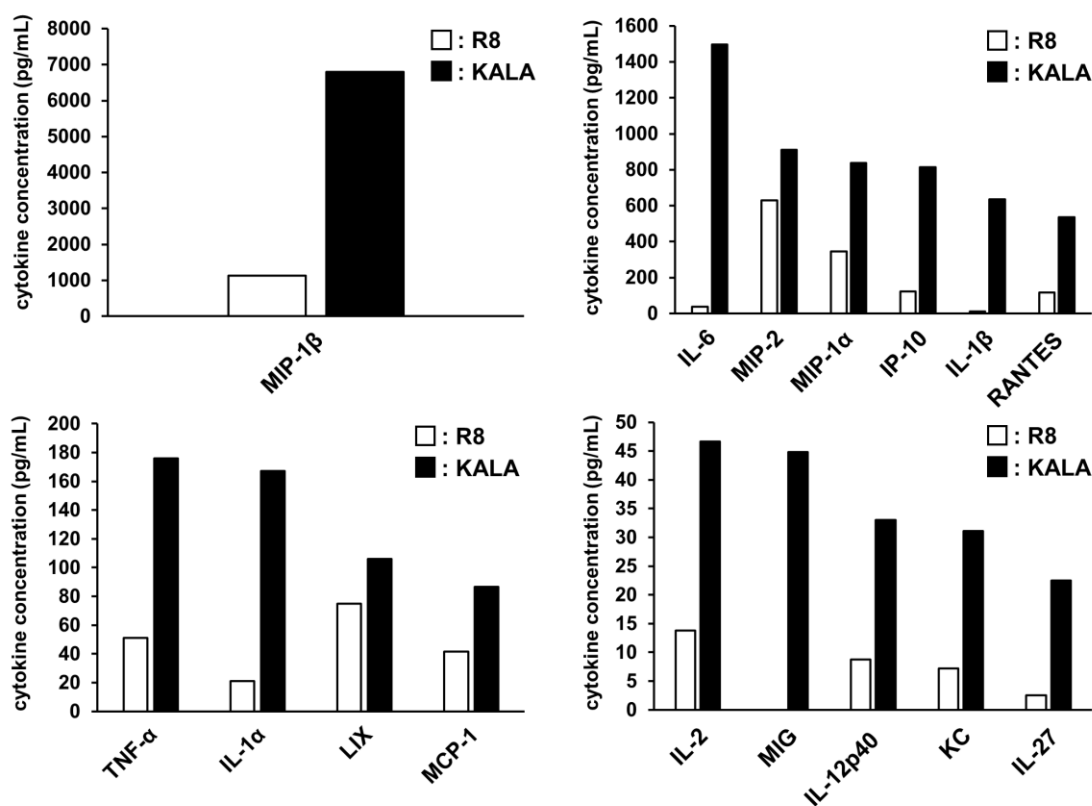 cytokine concentration (pg/mL)
8000
7000
6000
5000
4000
3000
2000
1000
0
: R8
: KALA
MIP-1β
cytokine concentration (pg/mL)
1600
1400
1200
1000
800
600
400
200
0
: R8
: KALA
IL-6
MIP-2
MIP-1α
IP-10
IL-1β
RANTES
cytokine concentration (pg/mL)
200
180
160
140
120
100
80
60
40
20
0
: R8
: KALA
TNF-α
IL-1α
LIX
MCP-1
cytokine concentration (pg/mL)
50
45
40
35
30
25
20
15
10
5
0
: R8
: KALA
IL-2
MIG
IL-12p40
KC
IL-27